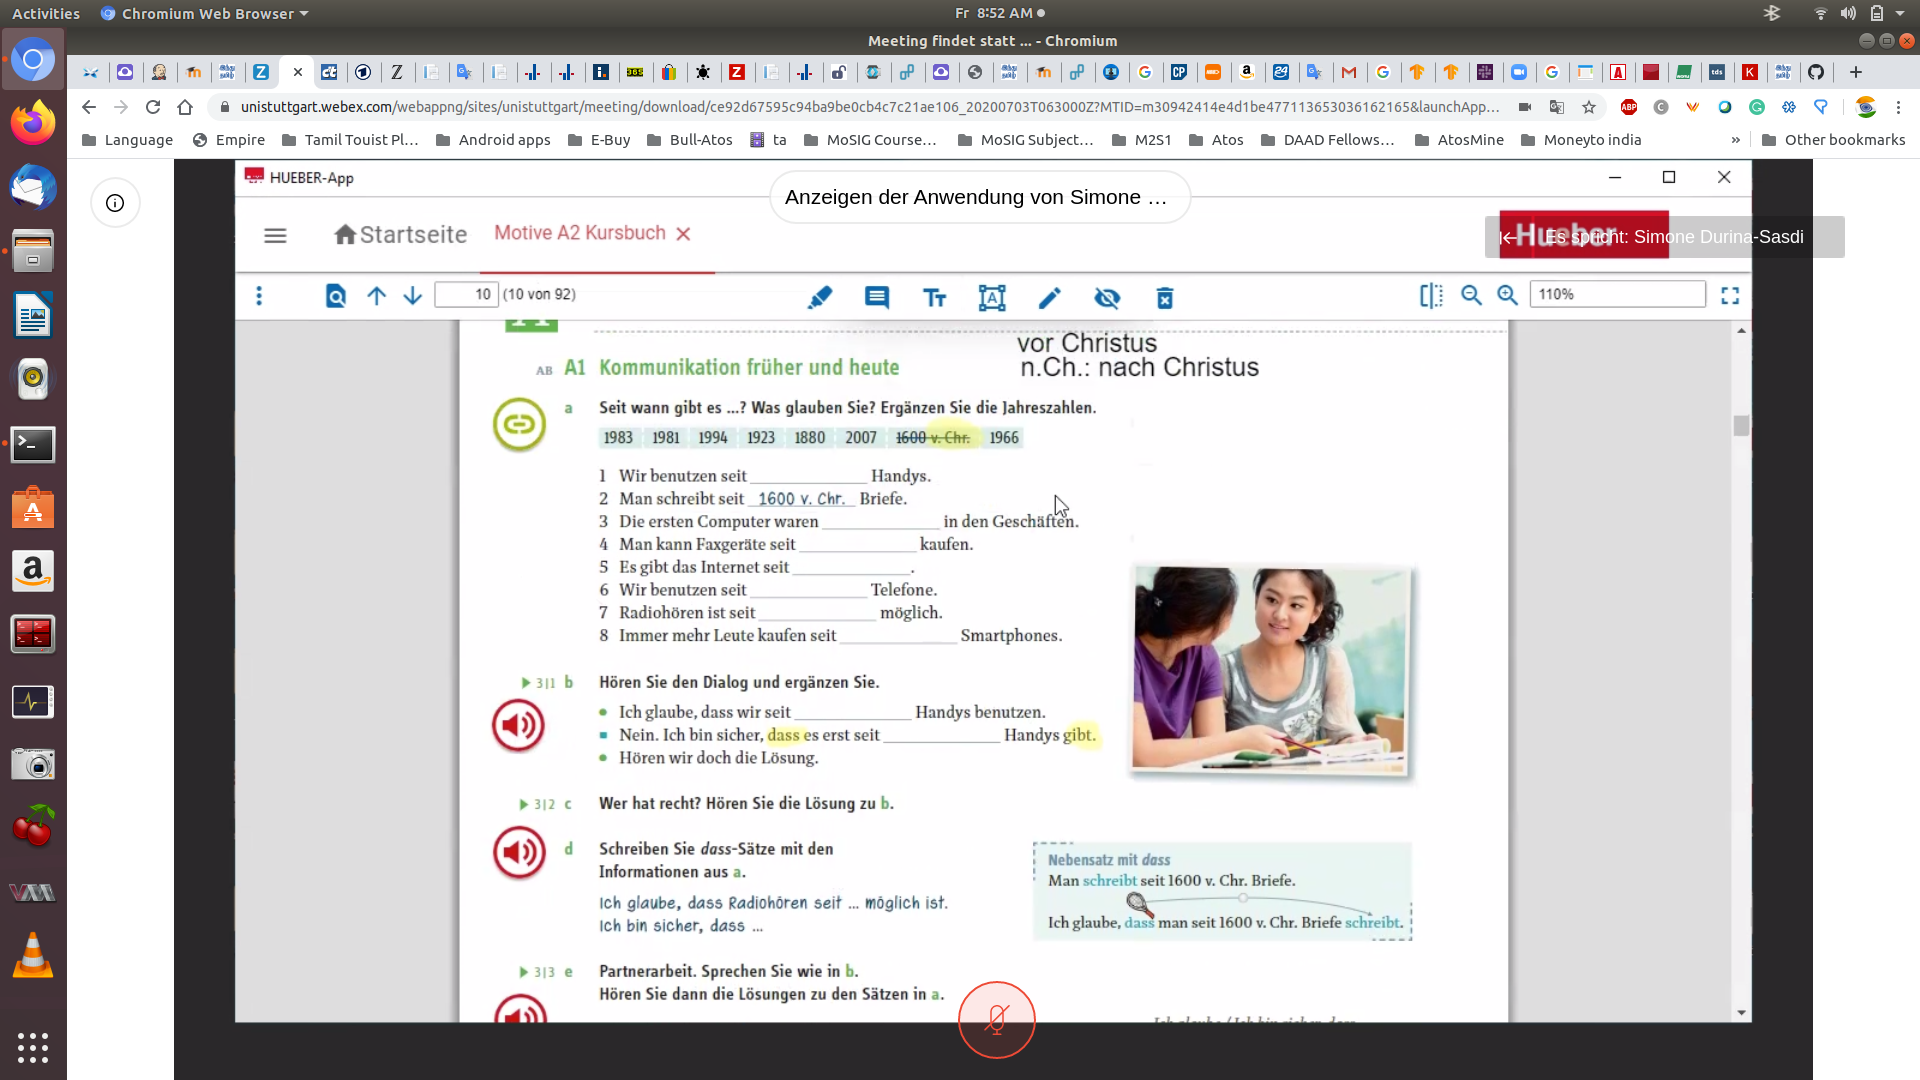 Activities
Chromium Web Browser
Fr 8:52 AM
Meeting findet statt ... - Chromium
unistuttgart.webex.com/webappng/sites/unistuttgart/meeting/download/ce92d67595c94ba9be0cb4c7c21ae106_20200703T063000Z?MTID=m30942414e4d1be477113653036162165&launchApp...
Language
Empire
Tamil Touist Pl...
Android apps
E-Buy
Bull-Atos
ta
MoSIG Course...
MoSIG Subject...
M2S1
Atos
DAAD Fellows...
AtosMine
Moneyto india
Other bookmarks
HUEBER-App
Anzeigen der Anwendung von Simone ...
Startseite
Motive A2 Kursbuch
Hueber
Es spricht: Simone Durina-Sasdi
10 (10 von 92)
110%
vor Christus
n.Ch.: nach Christus
AB A1 Kommunikation früher und heute
a Seit wann gibt es ...? Was glauben Sie? Ergänzen Sie die Jahreszahlen.
1983 1981 1994 1923 1880 2007 1600 v. Chr. 1966
1 Wir benutzen seit ____________ Handys.
2 Man schreibt seit 1600 v. Chr. Briefe.
3 Die ersten Computer waren ____________ in den Geschäften.
4 Man kann Faxgeräte seit ____________ kaufen.
5 Es gibt das Internet seit ____________.
6 Wir benutzen seit ____________ Telefone.
7 Radiohören ist seit ____________ möglich.
8 Immer mehr Leute kaufen seit ____________ Smartphones.
3|1 b Hören Sie den Dialog und ergänzen Sie.
Ich glaube, dass wir seit ____________ Handys benutzen.
Nein. Ich bin sicher, dass es erst seit ____________ Handys gibt.
Hören wir doch die Lösung.
3|2 c Wer hat recht? Hören Sie die Lösung zu b.
d Schreiben Sie dass-Sätze mit den
Informationen aus a.
Ich glaube, dass Radiohören seit ... möglich ist.
Ich bin sicher, dass ...
Nebensatz mit dass
Man schreibt seit 1600 v. Chr. Briefe.
Ich glaube, dass man seit 1600 v. Chr. Briefe schreibt.
3|3 e Partnerarbeit. Sprechen Sie wie in b.
Hören Sie dann die Lösungen zu den Sätzen in a.